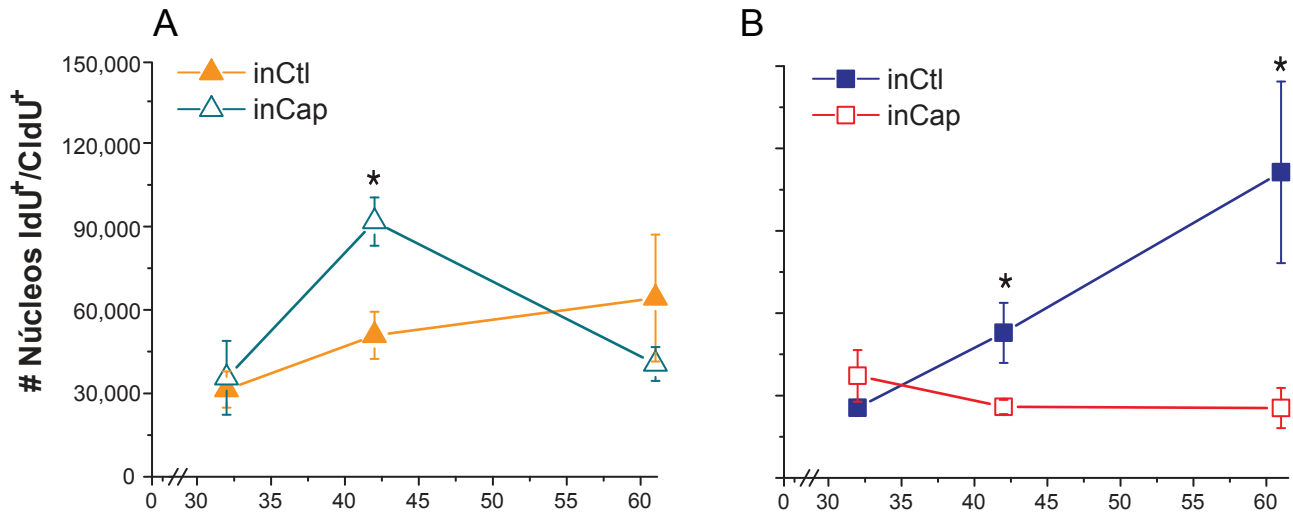 A
B
150,000
120,000
90,000
60,000
30,000
0
# Núcleos IdU⁺/CldU⁺
inCtl
inCap
inCtl
inCap
*
*
*
0 30 35 40 45 50 55 60
0 30 35 40 45 50 55 60